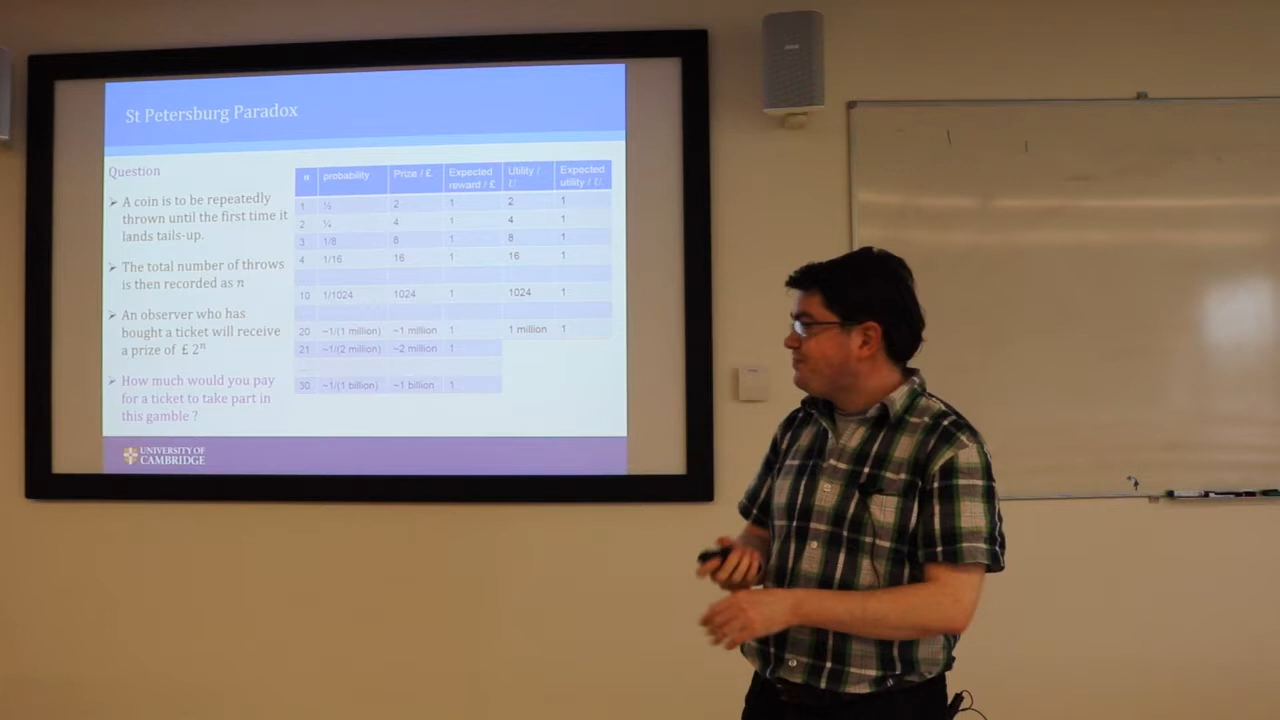 St Petersburg Paradox
Question
➢ A coin is to be repeatedly
thrown until the first time it
lands tails-up.
➢ The total number of throws
is then recorded as n
➢ An observer who has
bought a ticket will receive
a prize of £ 2ⁿ
➢ How much would you pay
for a ticket to take part in
this gamble ?
n probability Prize / £ Expected reward / £ Utility / U Expected utility / U
1 ½ 2 1 2 1
2 ¼ 4 1 4 1
3 1/8 8 1 8 1
4 1/16 16 1 16 1
10 1/1024 1024 1 1024 1
20 ~1/(1 million) ~1 million 1 1 million 1
21 ~1/(2 million) ~2 million 1
30 ~1/(1 billion) ~1 billion 1
UNIVERSITY OF
CAMBRIDGE